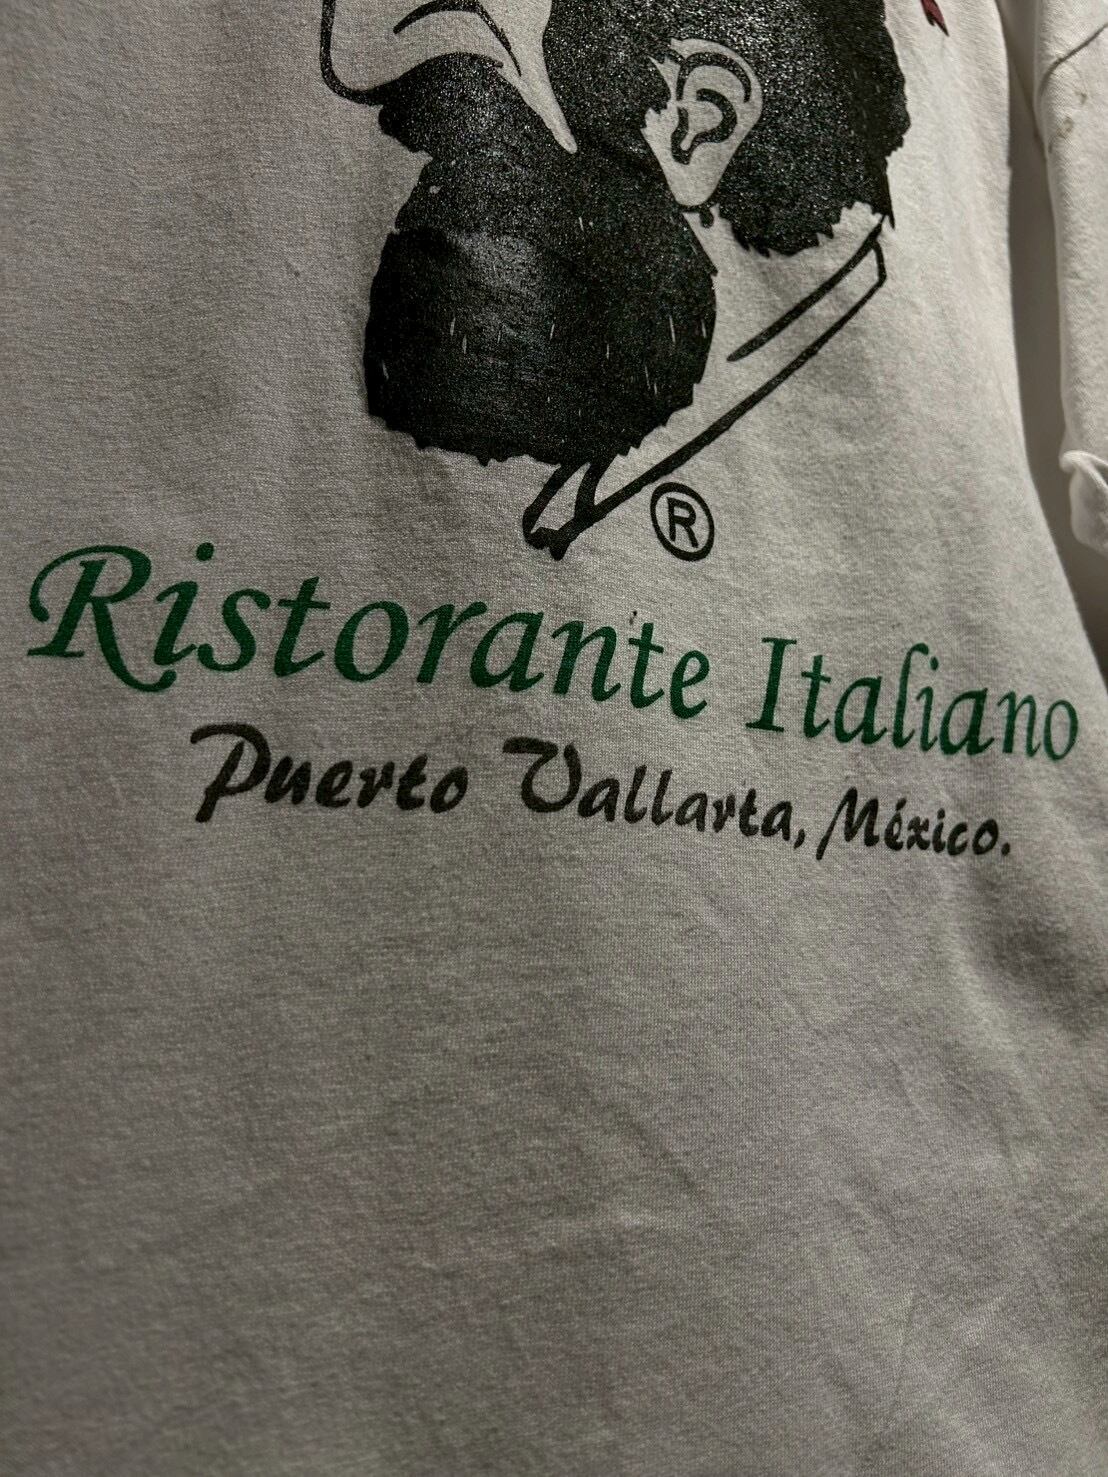 ®
Ristorante Italiano
Puerto Vallarta, México.